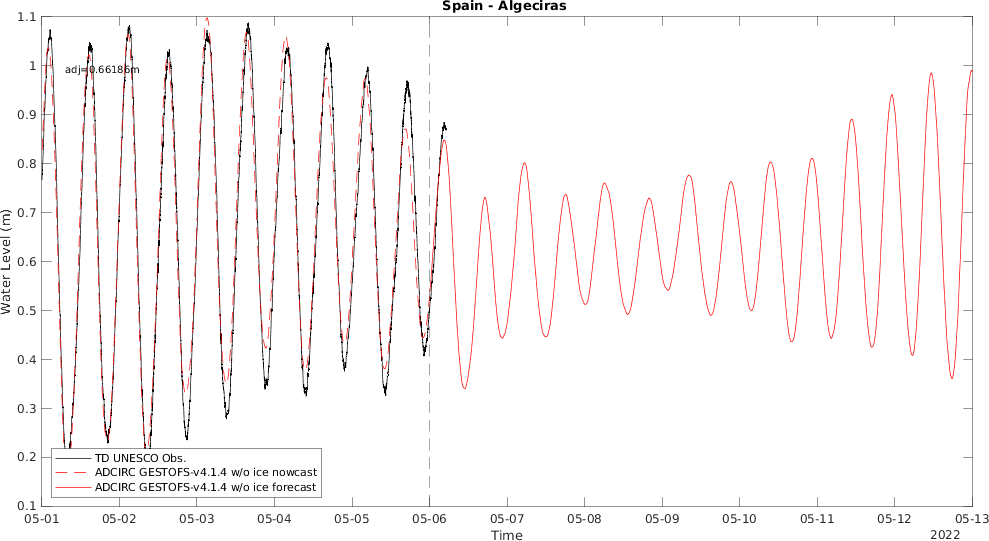 Spain - Algeciras
1.1
1
0.9
0.8
0.7
0.6
0.5
0.4
0.3
0.2
0.1
Water Level (m)
adj=0.66186m
TD UNESCO Obs.
ADCIRC GESTOFS-v4.1.4 w/o ice nowcast
ADCIRC GESTOFS-v4.1.4 w/o ice forecast
05-01 05-02 05-03 05-04 05-05 05-06 05-07 05-08 05-09 05-10 05-11 05-12 05-13
Time
2022